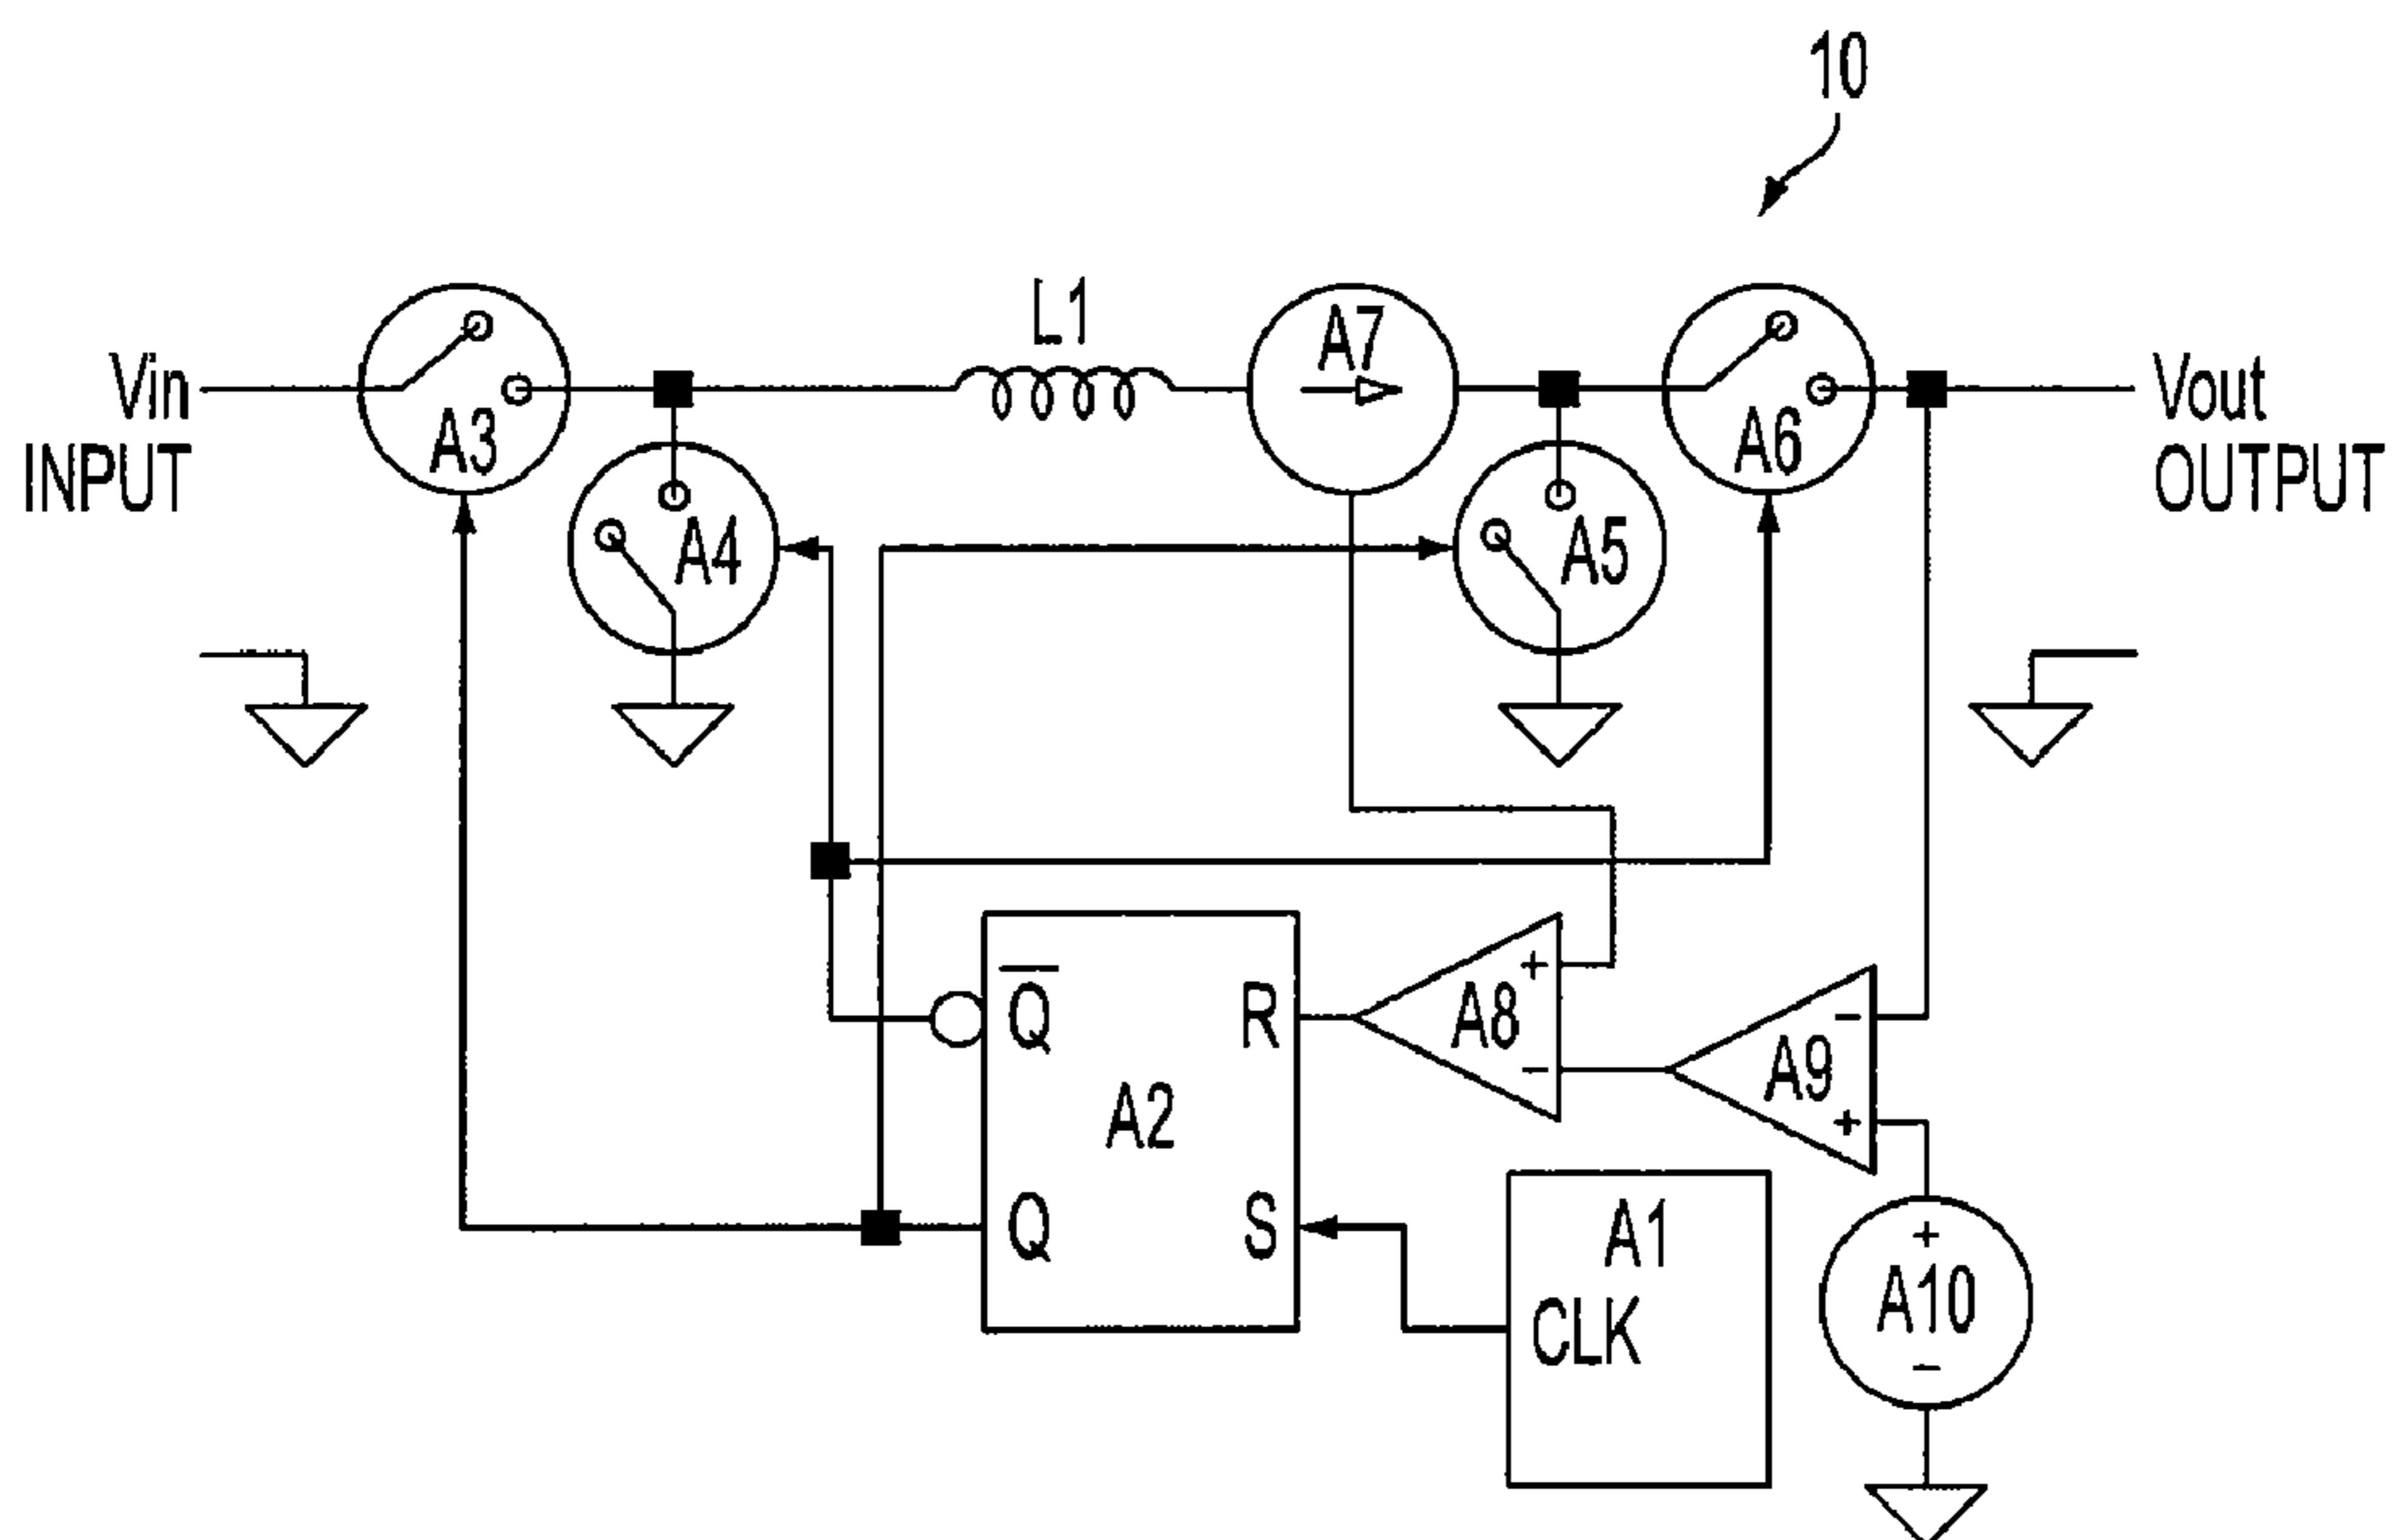 10
L1
A7
Vin
INPUT
A3
A6
Vout
OUTPUT
A4
A5
Q
R
+
A8
−
−
A9
+
A2
Q
S
A1
CLK
+
A10
−